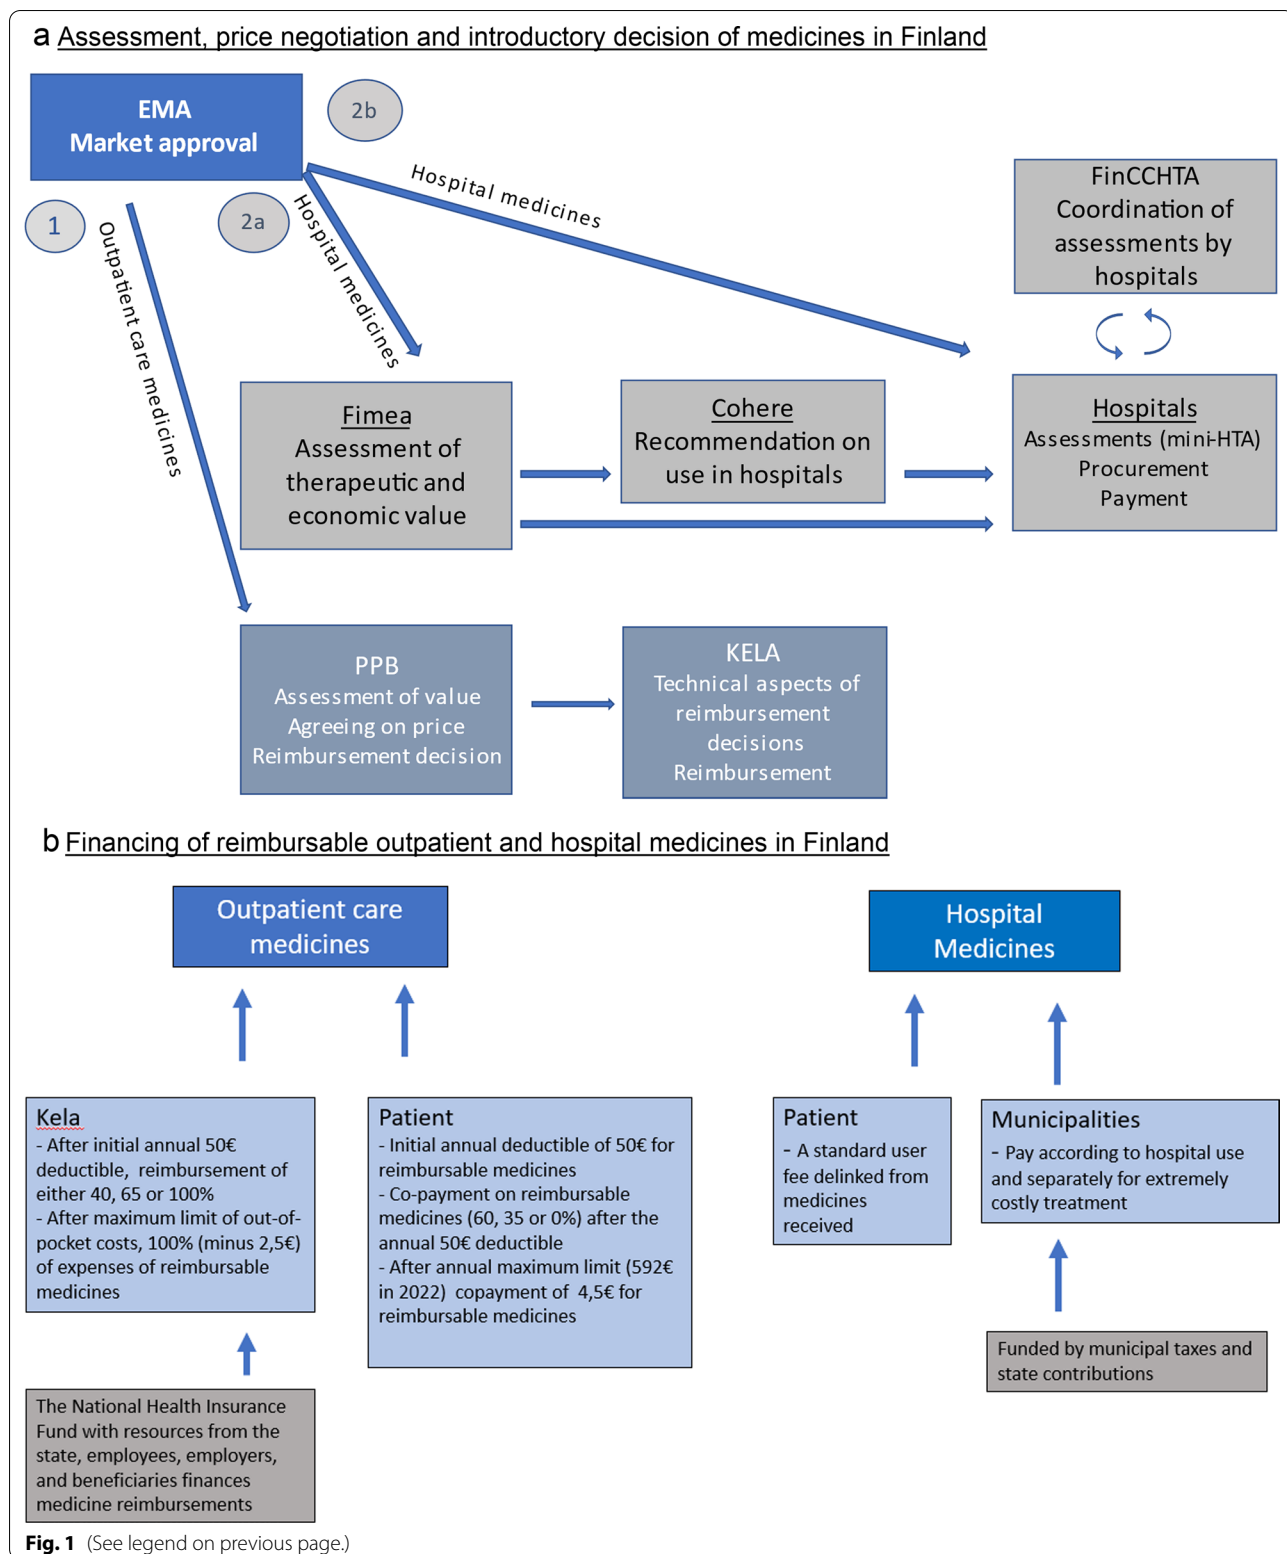 a Assessment, price negotiation and introductory decision of medicines in Finland
EMA
Market approval
2b
1
2a
Outpatient care medicines
Hospital medicines
Hospital medicines
FinCCHTA
Coordination of
assessments by
hospitals
Fimea
Assessment of
therapeutic and
economic value
Cohere
Recommendation on
use in hospitals
Hospitals
Assessments (mini-HTA)
Procurement
Payment
PPB
Assessment of value
Agreeing on price
Reimbursement decision
KELA
Technical aspects of
reimbursement
decisions
Reimbursement
b Financing of reimbursable outpatient and hospital medicines in Finland
Outpatient care
medicines
Hospital
Medicines
Kela
- After initial annual 50€
deductible, reimbursement of
either 40, 65 or 100%
- After maximum limit of out-of-
pocket costs, 100% (minus 2,5€)
of expenses of reimbursable
medicines
Patient
- Initial annual deductible of 50€ for
reimbursable medicines
- Co-payment on reimbursable
medicines (60, 35 or 0%) after the
annual 50€ deductible
- After annual maximum limit (592€
in 2022) copayment of 4,5€ for
reimbursable medicines
Patient
- A standard user
fee delinked from
medicines
received
Municipalities
- Pay according to hospital use
and separately for extremely
costly treatment
Funded by municipal taxes and
state contributions
The National Health Insurance
Fund with resources from the
state, employees, employers,
and beneficiaries finances
medicine reimbursements
Fig. 1 (See legend on previous page.)